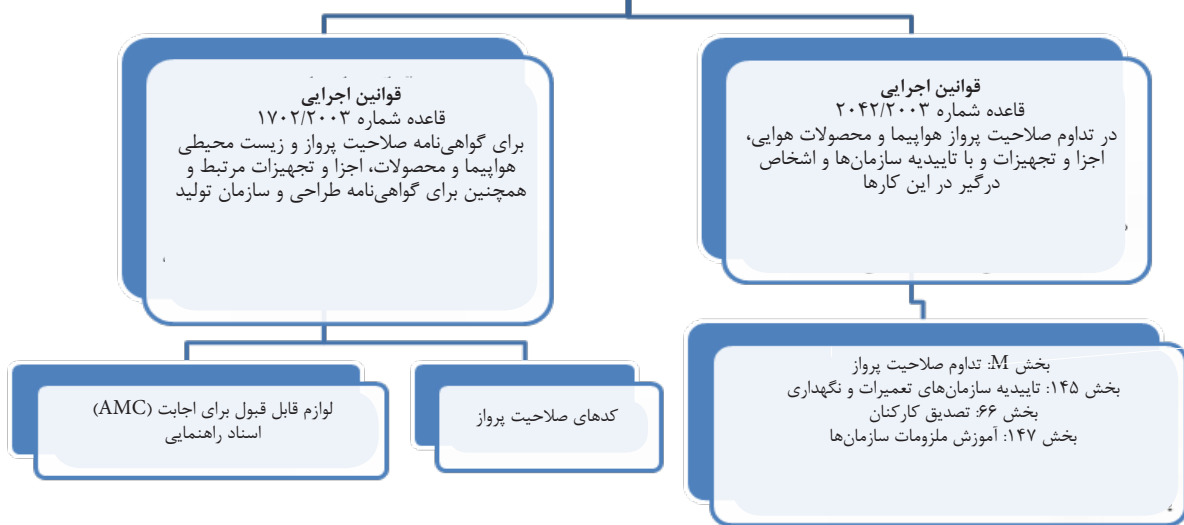 قوانین اجرایی
قاعده شماره ۲۰۴۲/۲۰۰۳
در تداوم صلاحیت پرواز هواپیما و محصولات هوایی،
اجزا و تجهیزات و با تاییدیه سازمان‌ها و اشخاص
درگیر در این کارها
قوانین اجرایی
قاعده شماره ۱۷۰۲/۲۰۰۳
برای گواهی‌نامه صلاحیت پرواز و زیست محیطی
هواپیما و محصولات، اجزا و تجهیزات مرتبط و
همچنین برای گواهی‌نامه طراحی و سازمان تولید
بخش M: تداوم صلاحیت پرواز
بخش ۱۴۵: تاییدیه سازمان‌های تعمیرات و نگهداری
بخش ۶۶: تصدیق کارکنان
بخش ۱۴۷: آموزش ملزومات سازمان‌ها
کدهای صلاحیت پرواز
لوازم قابل قبول برای اجابت (AMC)
اسناد راهنمایی